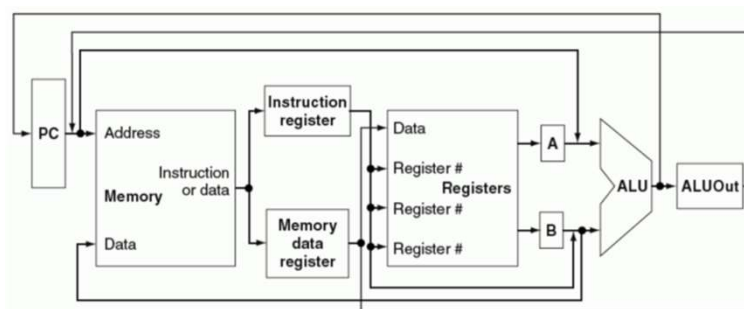 PC
Address
Memory
Data
Instruction
or data
Instruction
register
Memory
data
register
Data
Register #
Registers
Register #
Register #
A
B
ALU
ALUOut